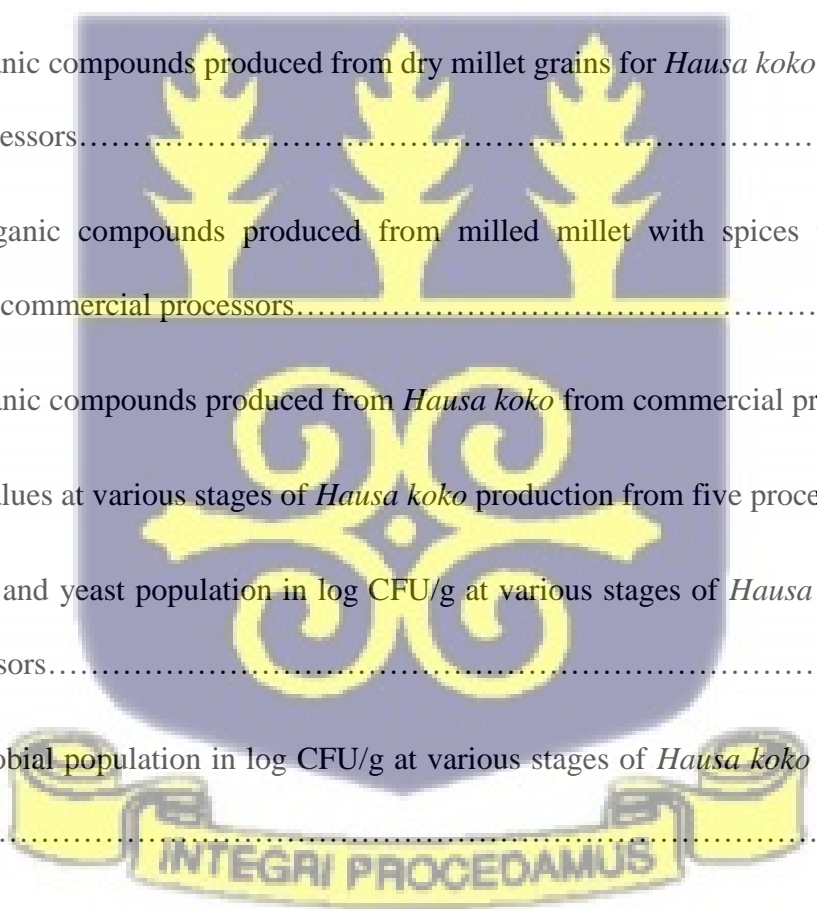 anic compounds produced from dry millet grains for Hausa koko
essors……………………………………………………………
ganic compounds produced from milled millet with spices
commercial processors……………………………………………
anic compounds produced from Hausa koko from commercial pr
alues at various stages of Hausa koko production from five proce
and yeast population in log CFU/g at various stages of Hausa
sors……………………………………………………………
obial population in log CFU/g at various stages of Hausa koko
……………………………………………………………
INTEGRI PROCEDAMUS